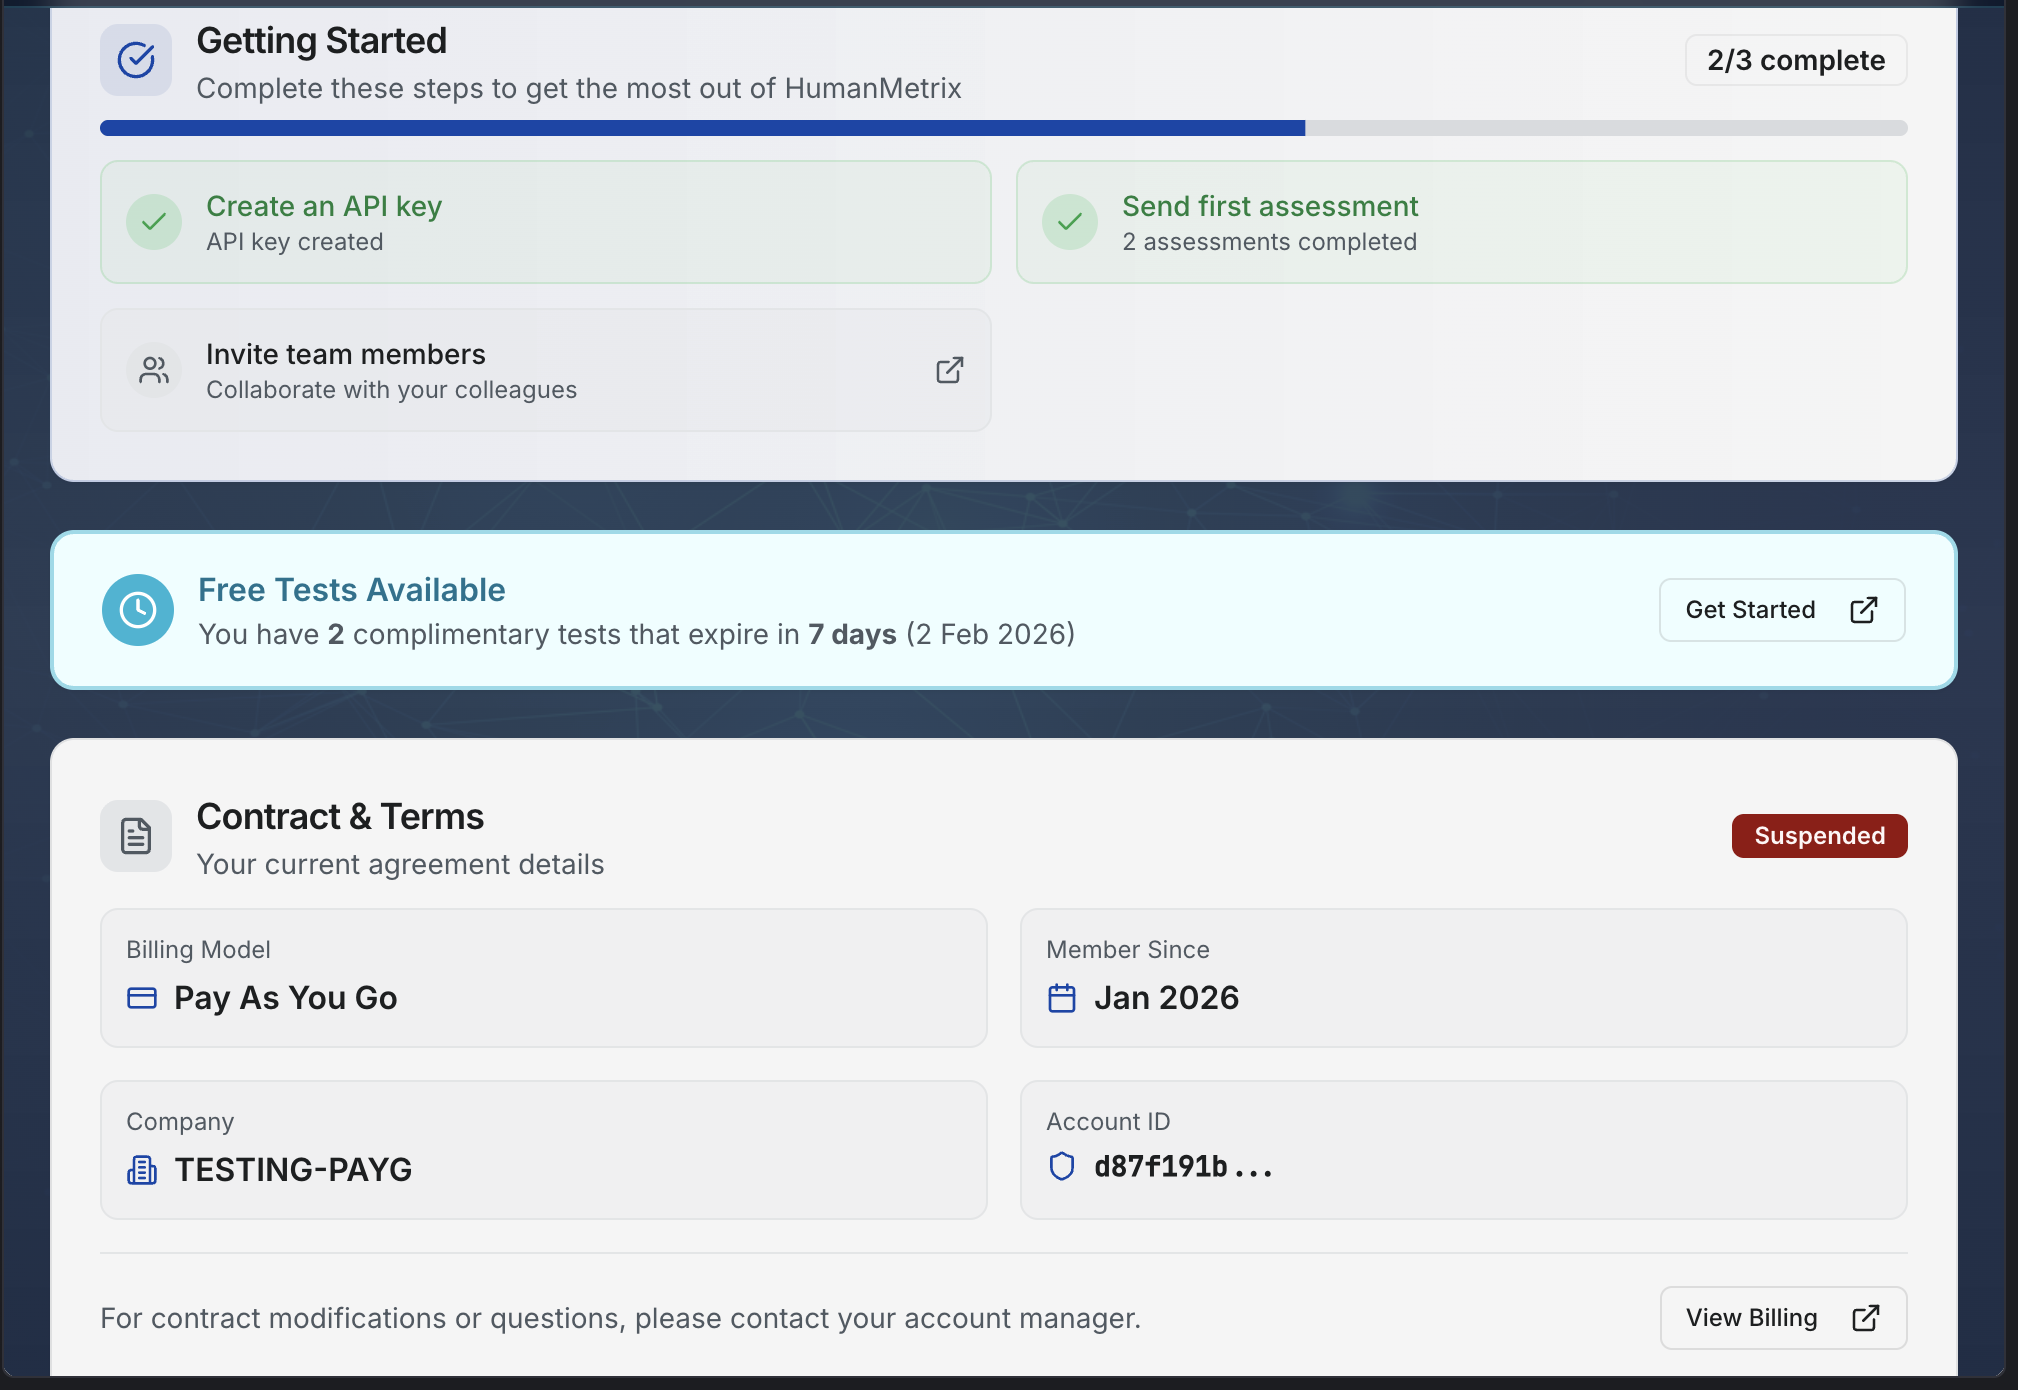 Getting Started
Complete these steps to get the most out of HumanMetrix
2/3 complete
Create an API key
API key created
Send first assessment
2 assessments completed
Invite team members
Collaborate with your colleagues
Free Tests Available
You have 2 complimentary tests that expire in 7 days (2 Feb 2026)
Get Started
Contract & Terms
Your current agreement details
Suspended
Billing Model
Pay As You Go
Member Since
Jan 2026
Company
TESTING-PAYG
Account ID
d87f191b...
For contract modifications or questions, please contact your account manager.
View Billing